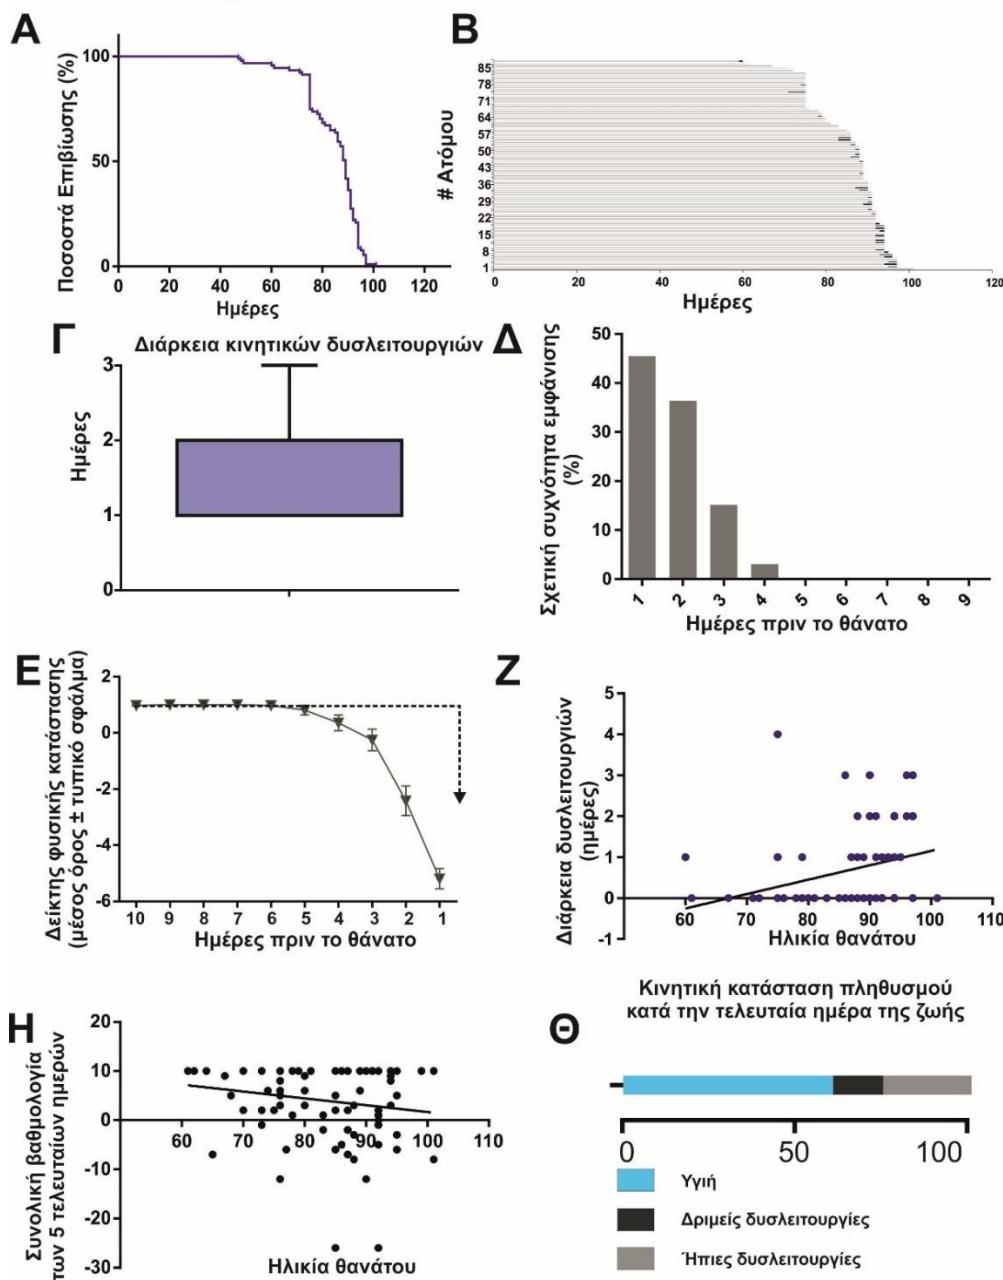 Α
Ποσοστά Επιβίωσης (%)
100
50
0
0 20 40 60 80 100 120
Ημέρες
Β
# Ατόμου
85
78
71
64
57
50
43
36
29
22
15
8
1
0 20 40 60 80 100 120
Ημέρες
Γ
Διάρκεια κινητικών δυσλειτουργιών
Ημέρες
3
2
1
0
Δ
Σχετική συχνότητα εμφάνισης
(%)
50
40
30
20
10
0
1 2 3 4 5 6 7 8 9
Ημέρες πριν το θάνατο
Ε
Δείκτης φυσικής κατάστασης
(μέσος όρος ± τυπικό σφάλμα)
2
0
-2
-4
-6
10 9 8 7 6 5 4 3 2 1
Ημέρες πριν το θάνατο
Ζ
Διάρκεια δυσλειτουργιών
(ημέρες)
5
4
3
2
1
0
-1
60 70 80 90 100 110
Ηλικία θανάτου
Η
Συνολική βαθμολογία
των 5 τελευταίων ημερών
20
10
0
-10
-20
-30
60 70 80 90 100 110
Ηλικία θανάτου
Κινητική κατάσταση πληθυσμού
κατά την τελευταία ημέρα της ζωής
Θ
0 50 100
Υγιή
Δριμείς δυσλειτουργίες
Ήπιες δυσλειτουργίες